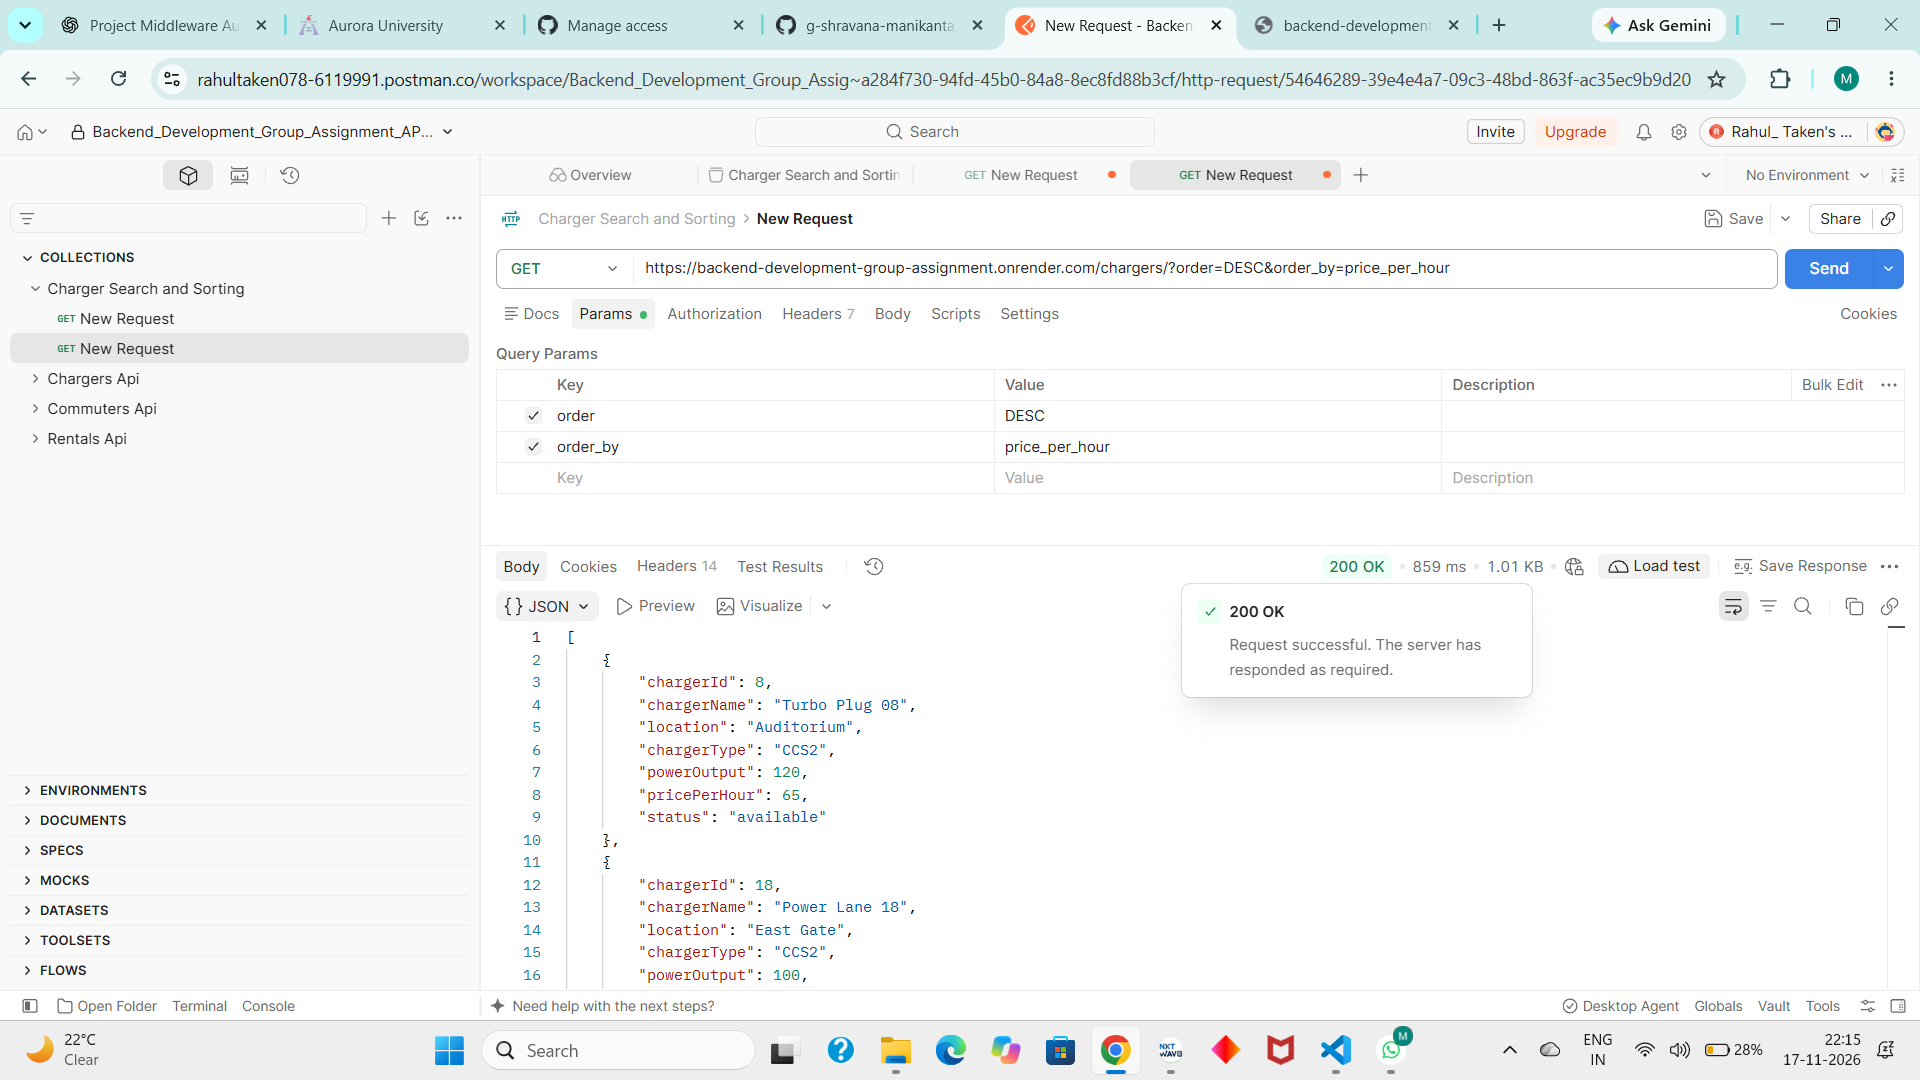 Project Middleware Au
Aurora University
Manage access
g-shravana-manikanta
New Request - Backen
backend-development
Ask Gemini
rahultaken078-6119991.postman.co/workspace/Backend_Development_Group_Assig~a284f730-94fd-45b0-84a8-8ec8fd88b3cf/http-request/54646289-39e4e4a7-09c3-48bd-863f-ac35ec9b9d20
M
Backend_Development_Group_Assignment_AP...
Search
Invite
Upgrade
R Rahul_ Taken's ...
Overview
Charger Search and Sortin
GET New Request
GET New Request
No Environment
COLLECTIONS
Charger Search and Sorting
GET New Request
GET New Request
Chargers Api
Commuters Api
Rentals Api
ENVIRONMENTS
DOCUMENTS
SPECS
MOCKS
DATASETS
TOOLSETS
FLOWS
HTTP Charger Search and Sorting > New Request
Save
Share
GET
https://backend-development-group-assignment.onrender.com/chargers/?order=DESC&order_by=price_per_hour
Send
Docs Params Authorization Headers 7 Body Scripts Settings
Cookies
Query Params
Key Value Description Bulk Edit
order DESC
order_by price_per_hour
Key Value Description
Body Cookies Headers 14 Test Results
200 OK • 859 ms • 1.01 KB
Load test
e.g. Save Response
{} JSON
Preview
Visualize
200 OK
Request successful. The server has
responded as required.
1 [
2 {
3 "chargerId": 8,
4 "chargerName": "Turbo Plug 08",
5 "location": "Auditorium",
6 "chargerType": "CCS2",
7 "powerOutput": 120,
8 "pricePerHour": 65,
9 "status": "available"
10 },
11 {
12 "chargerId": 18,
13 "chargerName": "Power Lane 18",
14 "location": "East Gate",
15 "chargerType": "CCS2",
16 "powerOutput": 100,
Open Folder Terminal Console
Need help with the next steps?
Desktop Agent Globals Vault Tools
22°C
Clear
Search
NXT
WAVE
M
ENG
IN
28%
22:15
17-11-2026